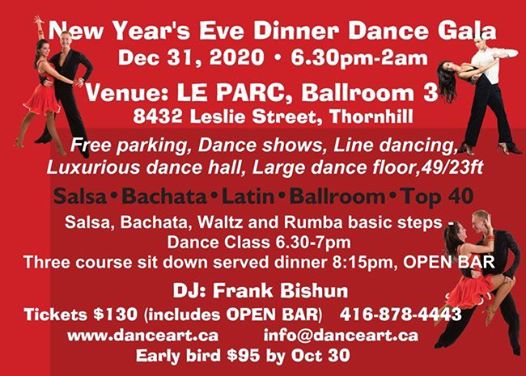 New Year's Eve Dinner Dance Gala
Dec 31, 2020 • 6.30pm-2am
Venue: LE PARC, Ballroom 3
8432 Leslie Street, Thornhill
Free parking, Dance shows, Line dancing,
Luxurious dance hall, Large dance floor,49/23ft
Salsa•Bachata•Latin•Ballroom•Top 40
Salsa, Bachata, Waltz and Rumba basic steps
Dance Class 6.30-7pm
Three course sit down served dinner 8:15pm, OPEN BAR
DJ: Frank Bishun
Tickets $130 (includes OPEN BAR) 416-878-4443
www.danceart.ca info@danceart.ca
Early bird $95 by Oct 30